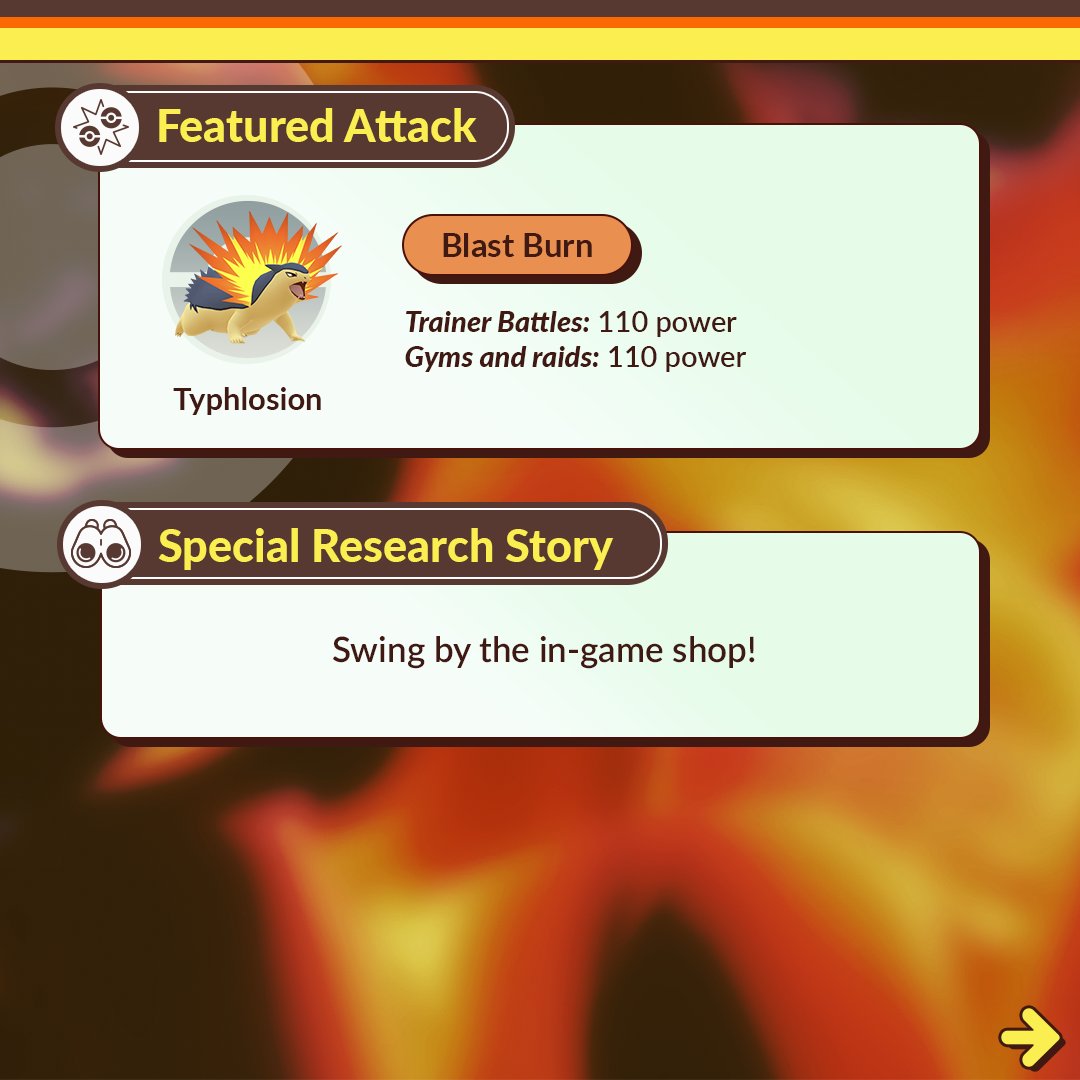 Featured Attack
Blast Burn
Trainer Battles: 110 power
Gyms and raids: 110 power
Typhlosion
Special Research Story
Swing by the in-game shop!